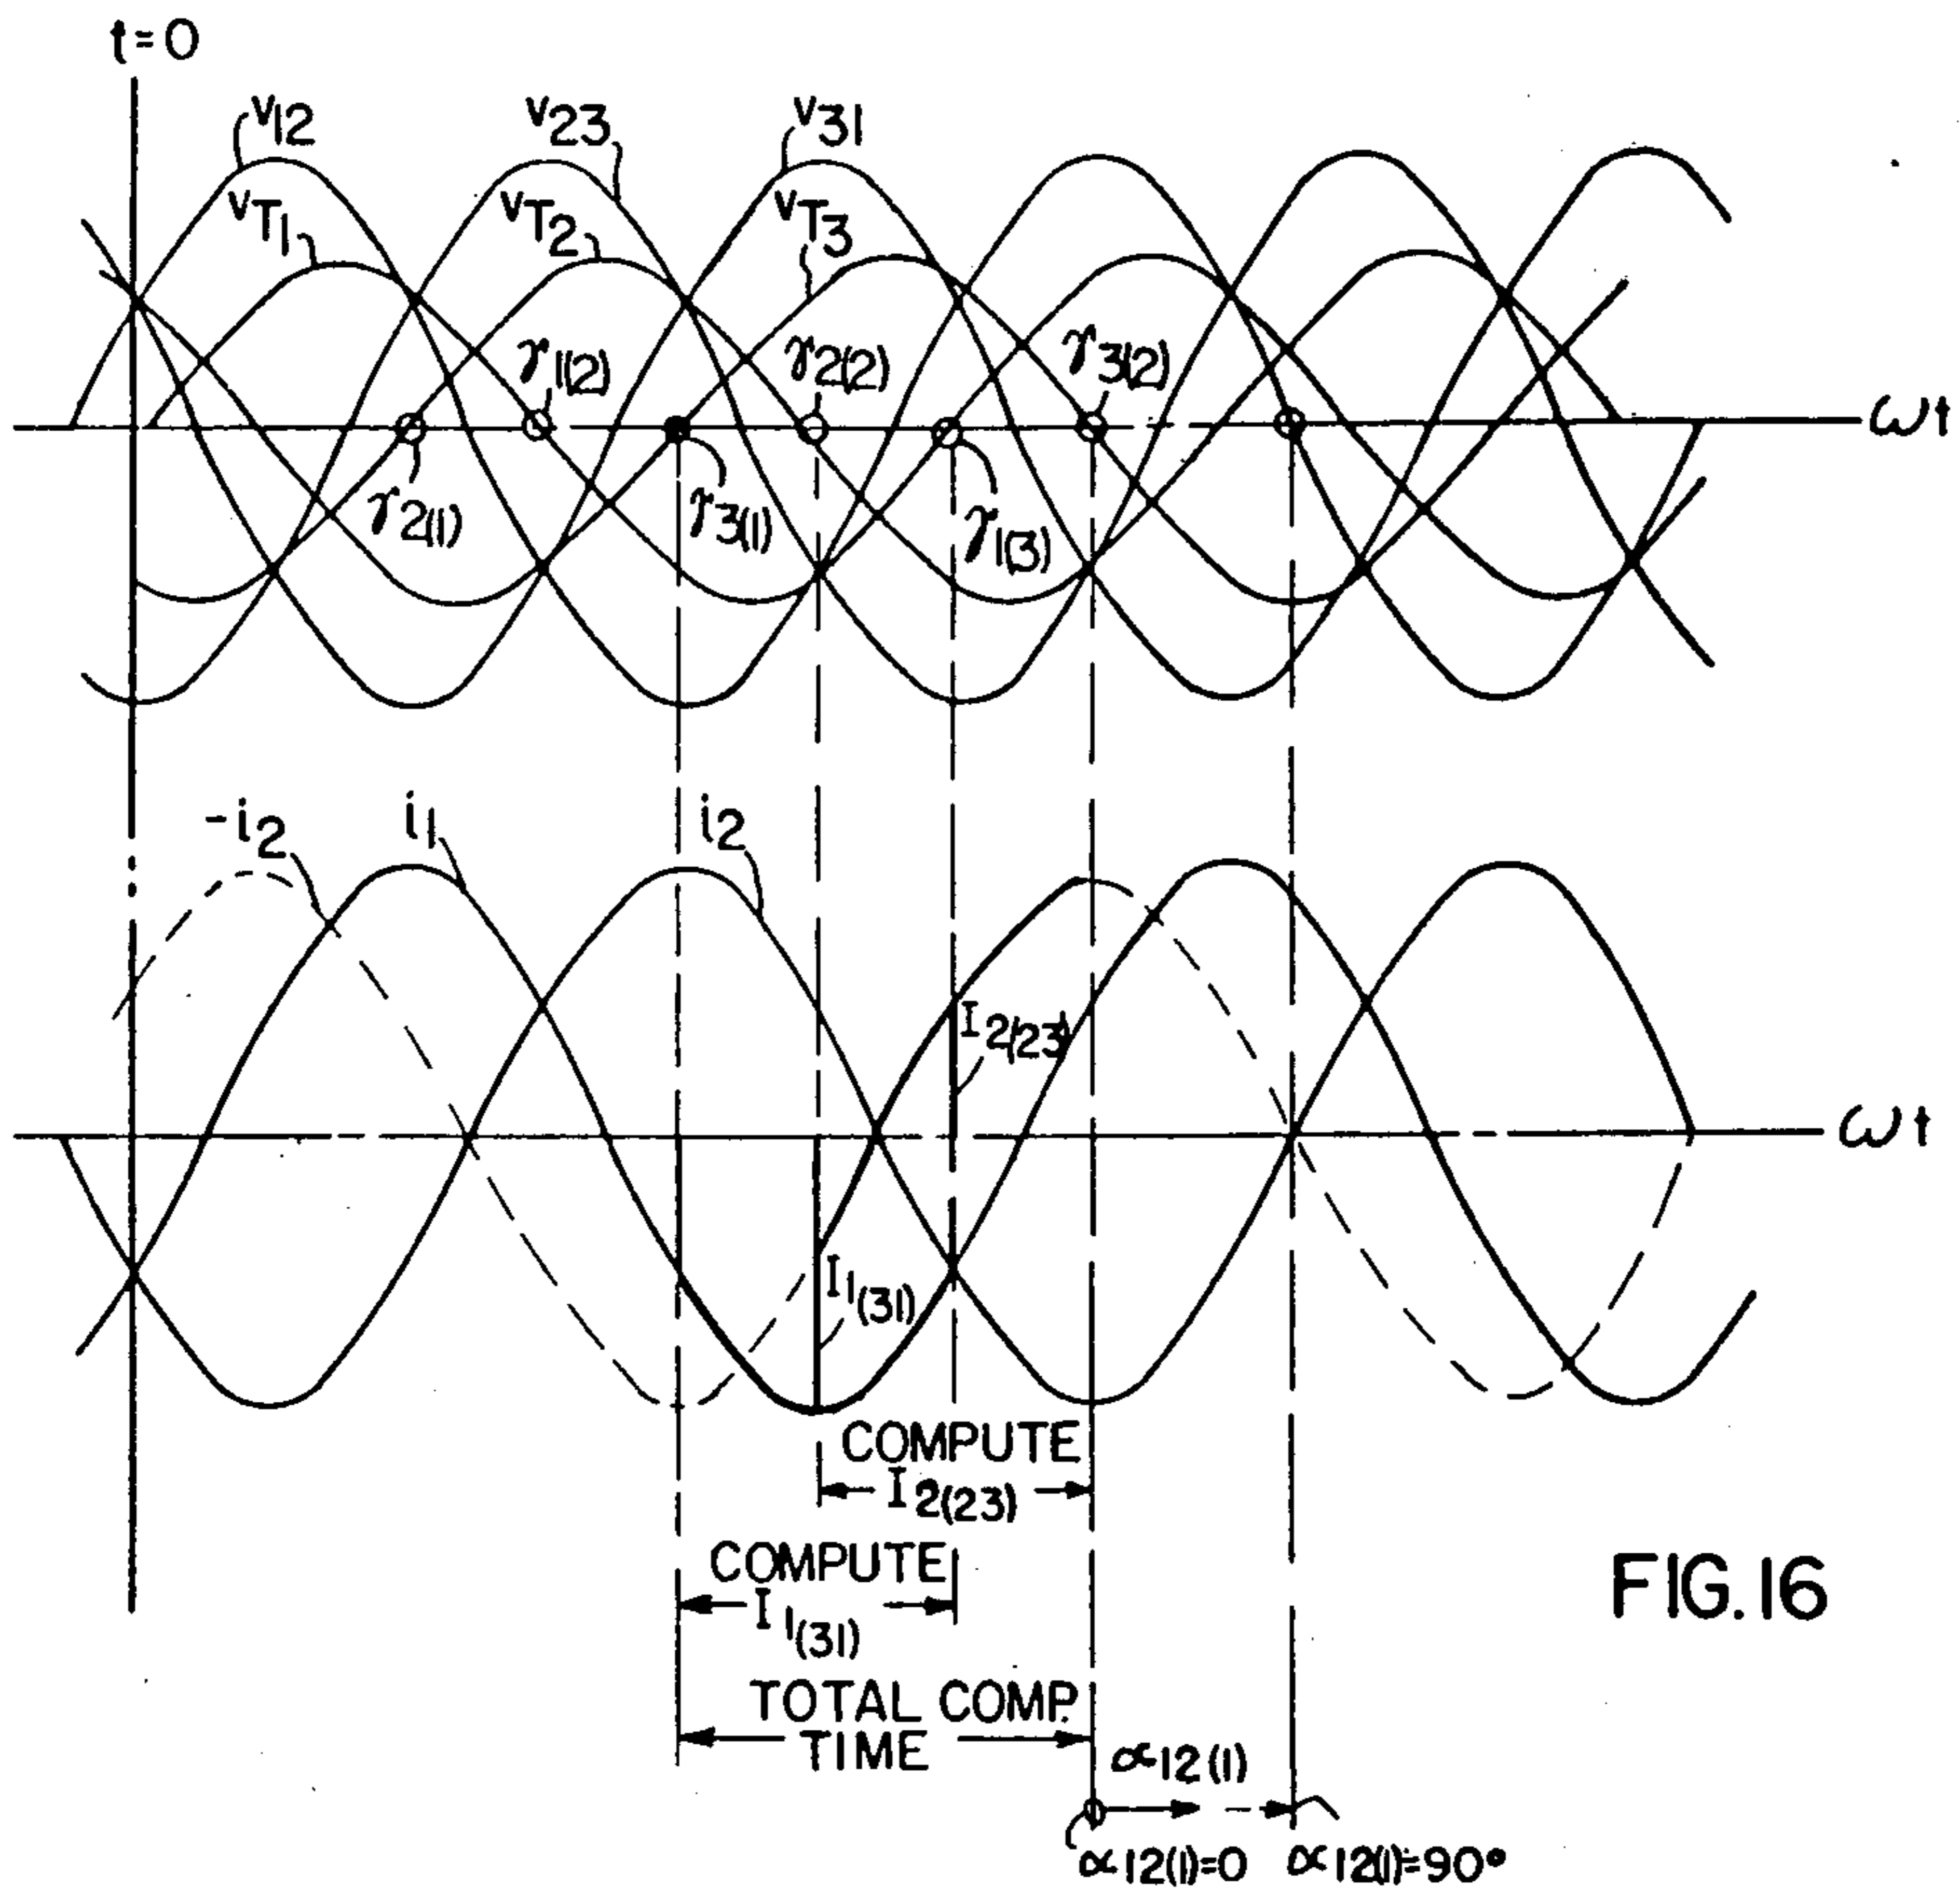 t=0
v12
v23
v31
vT1
vT2
vT3
γ1(2)
γ2(2)
γ3(2)
ωt
γ2(1)
γ3(1)
γ1(3)
-i2
i1
i2
I2(23)
ωt
I1(31)
COMPUTE
I2(23)
COMPUTE
I1(31)
FIG.16
TOTAL COMP.
TIME
α12(1)
α12(1)=0 α12(1)=90°